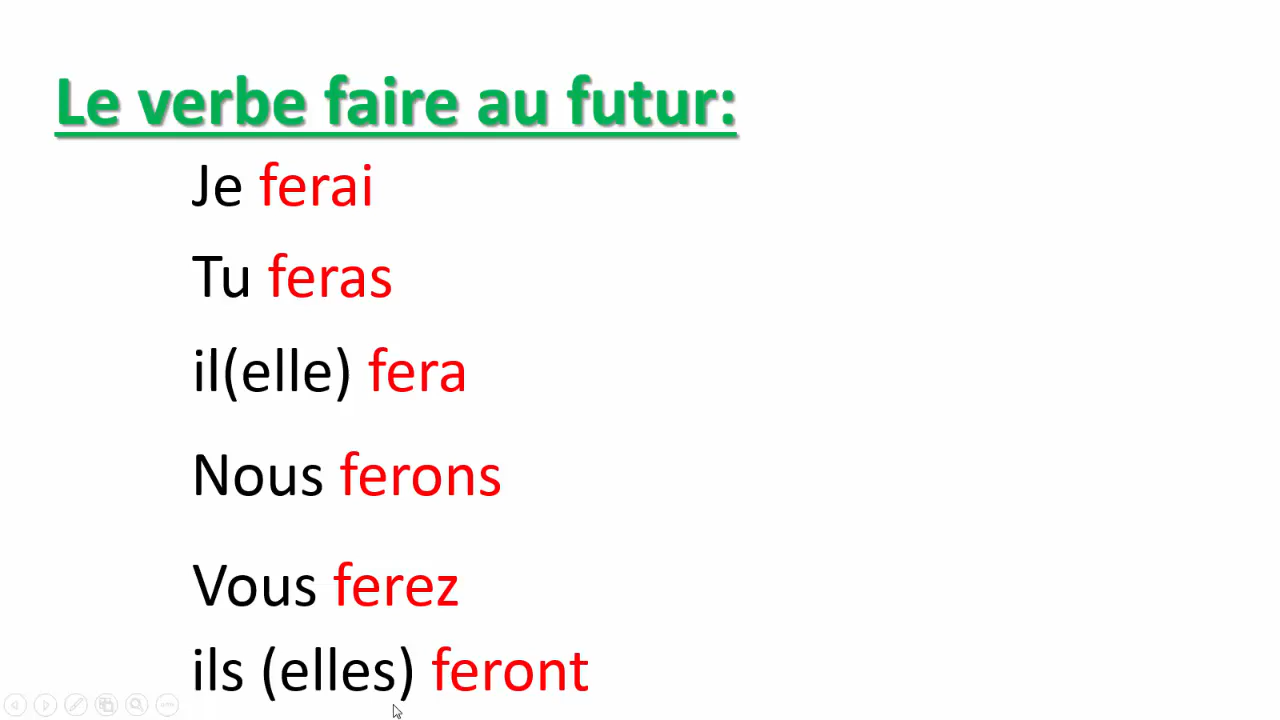 Le verbe faire au futur:
Je ferai
Tu feras
il(elle) fera
Nous ferons
Vous ferez
ils (elles) feront